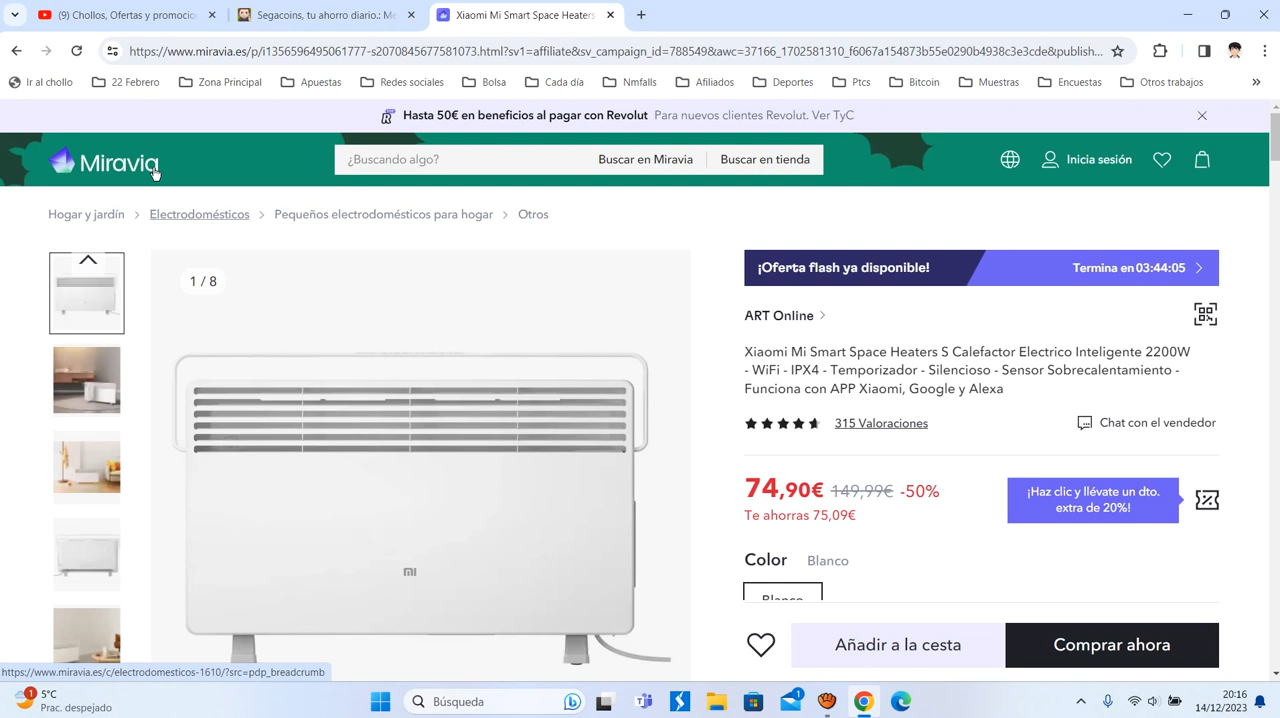 (9) Chollos, Ofertas y promocio
Segacoins, tu ahorro diario.: Me
Xiaomi Mi Smart Space Heaters
https://www.miravia.es/p/i1356596495061777-s2070845677581073.html?sv1=affiliate&sv_campaign_id=788549&awc=37166_1702581310_f6067a154873b55e0290b4938c3e3cde&publish...
Ir al chollo
22 Febrero
Zona Principal
Apuestas
Redes sociales
Bolsa
Cada día
Nmfalls
Afiliados
Deportes
Ptcs
Bitcoin
Muestras
Encuestas
Otros trabajos
»
Hasta 50€ en beneficios al pagar con Revolut Para nuevos clientes Revolut. Ver TyC
Miravia
¿Buscando algo?
Buscar en Miravia
Buscar en tienda
Inicia sesión
Hogar y jardín > Electrodomésticos > Pequeños electrodomésticos para hogar > Otros
1 / 8
mi
¡Oferta flash ya disponible!
Termina en 03:44:05 >
ART Online >
Xiaomi Mi Smart Space Heaters S Calefactor Electrico Inteligente 2200W
- WiFi - IPX4 - Temporizador - Silencioso - Sensor Sobrecalentamiento -
Funciona con APP Xiaomi, Google y Alexa
315 Valoraciones
Chat con el vendedor
74,90€ 149,99€ -50%
Te ahorras 75,09€
¡Haz clic y llévate un dto.
extra de 20%!
Color Blanco
Blanco
Añadir a la cesta
Comprar ahora
https://www.miravia.es/c/electrodomesticos-1610/?src=pdp_breadcrumb
1
5°C
Prac. despejado
Búsqueda
1
20:16
14/12/2023